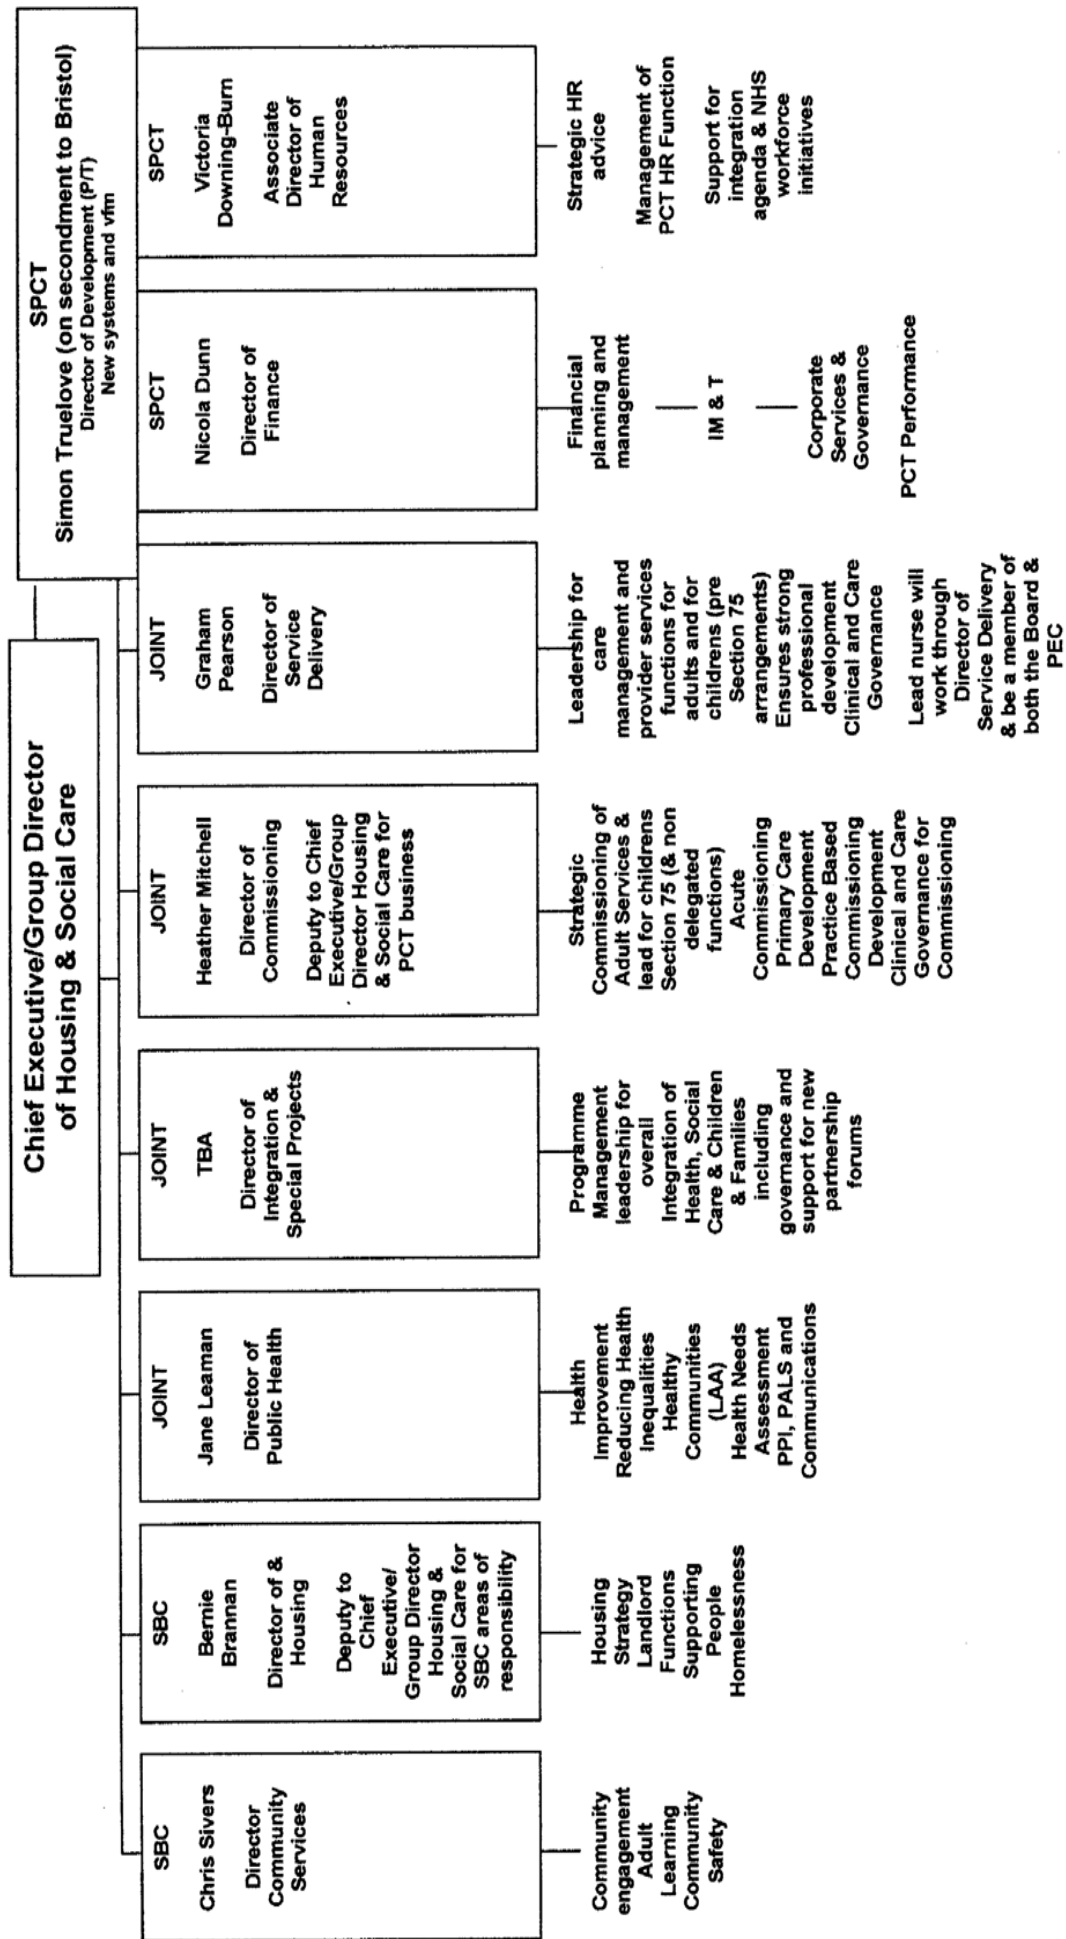 Chief Executive/Group Director
of Housing & Social Care
SPCT
Simon Truelove (on secondment to Bristol)
Director of Development (P/T)
New systems and vfm
SBC
Chris Sivers
Director
Community
Services
Community
engagement
Adult
Learning
Community
Safety
SBC
Bernie
Brannan
Director of &
Housing
Deputy to
Chief
Executive/
Group Director
Housing &
Social Care for
SBC areas of
responsibility
Housing
Strategy
Landlord
Functions
Supporting
People
Homelessness
JOINT
Jane Leaman
Director of
Public Health
Health
Improvement
Reducing Health
Inequalities
Healthy
Communities
(LAA)
Health Needs
Assessment
PPI, PALS and
Communications
JOINT
TBA
Director of
Integration &
Special Projects
Programme
Management
leadership for
overall
Integration of
Health, Social
Care & Children
& Families
including
governance and
support for new
partnership
forums
JOINT
Heather Mitchell
Director of
Commissioning
Deputy to Chief
Executive/Group
Director Housing
& Social Care for
PCT business
Strategic
Commissioning of
Adult Services &
lead for childrens
Section 75 (& non
delegated
functions)
Acute
Commissioning
Primary Care
Development
Practice Based
Commissioning
Development
Clinical and Care
Governance for
Commissioning
JOINT
Graham
Pearson
Director of
Service
Delivery
Leadership for
care
management and
provider services
functions for
adults and for
childrens (pre
Section 75
arrangements)
Ensures strong
professional
development
Clinical and Care
Governance
Lead nurse will
work through
Director of
Service Delivery
& be a member of
both the Board &
PEC
SPCT
Nicola Dunn
Director of
Finance
Financial
planning and
management
IM & T
Corporate
Services &
Governance
PCT Performance
SPCT
Victoria
Downing-Burn
Associate
Director of
Human
Resources
Strategic HR
advice
Management of
PCT HR Function
Support for
integration
agenda & NHS
workforce
initiatives